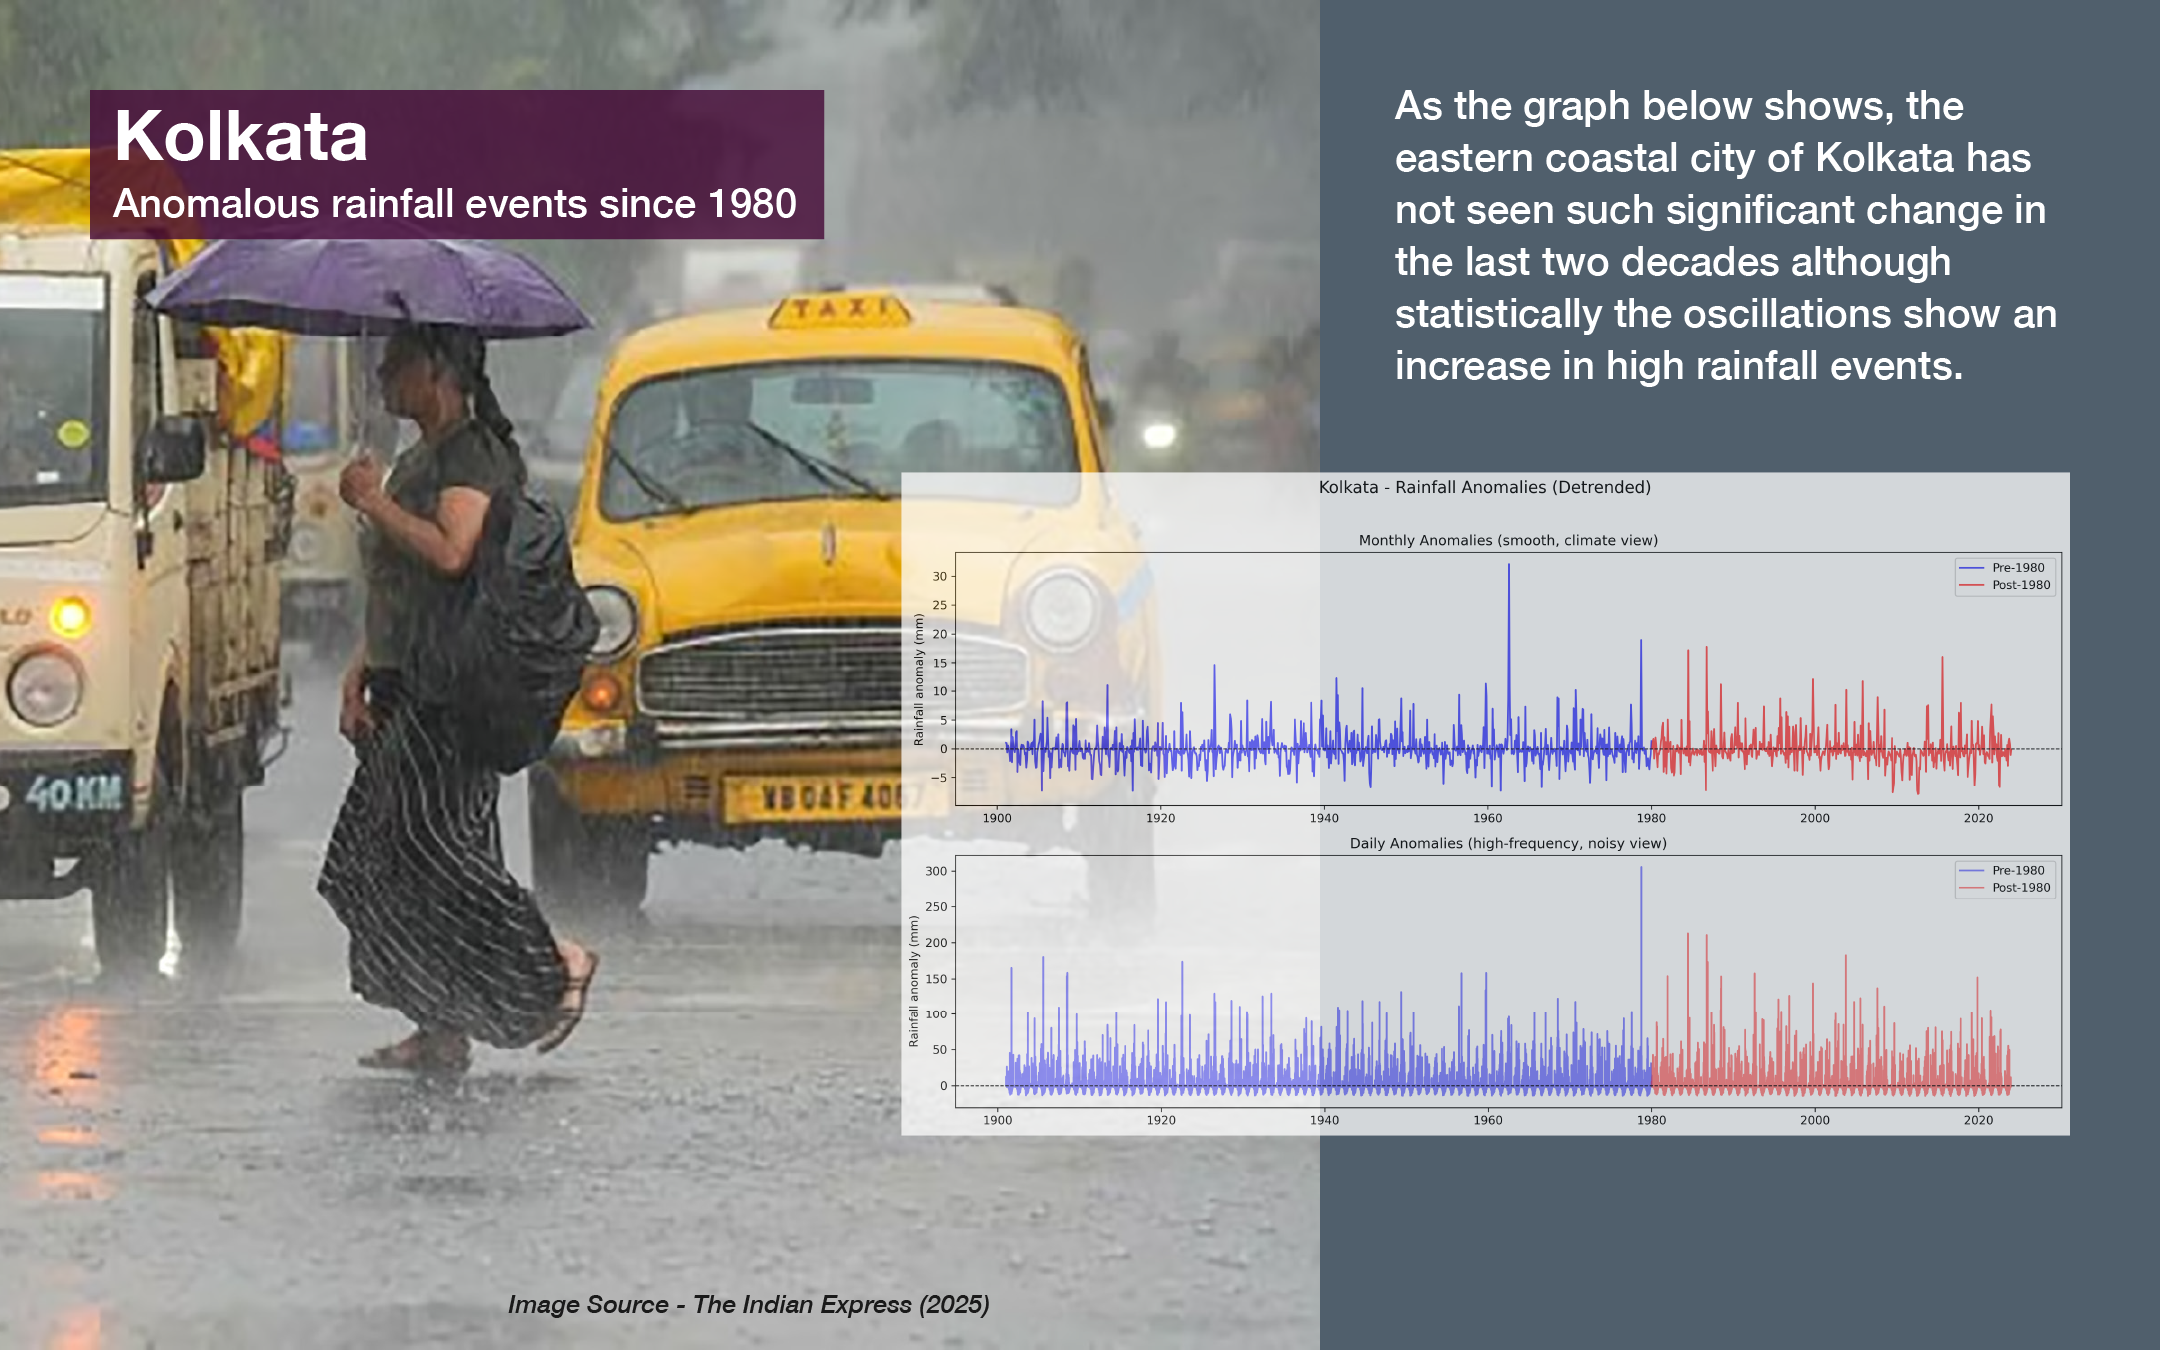 Kolkata
Anomalous rainfall events since 1980
As the graph below shows, the
eastern coastal city of Kolkata has
not seen such significant change in
the last two decades although
statistically the oscillations show an
increase in high rainfall events.
TAXI
40KM
Kolkata - Rainfall Anomalies (Detrended)
Monthly Anomalies (smooth, climate view)
Rainfall anomaly (mm)
30
25
20
15
10
5
0
−5
Pre-1980
Post-1980
1900 1920 1940 1960 1980 2000 2020
Daily Anomalies (high-frequency, noisy view)
Rainfall anomaly (mm)
300
250
200
150
100
50
0
Pre-1980
Post-1980
1900 1920 1940 1960 1980 2000 2020
Image Source - The Indian Express (2025)